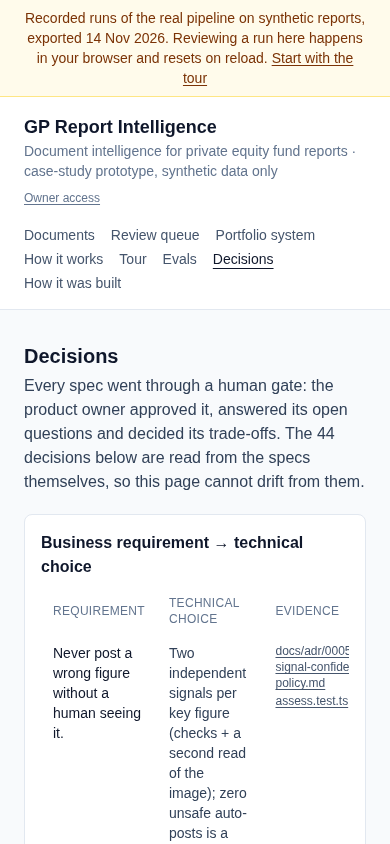 Recorded runs of the real pipeline on synthetic reports,
exported 14 Nov 2026. Reviewing a run here happens
in your browser and resets on reload. Start with the
tour
GP Report Intelligence
Document intelligence for private equity fund reports ·
case-study prototype, synthetic data only
Owner access
Documents Review queue Portfolio system
How it works Tour Evals Decisions
How it was built
Decisions
Every spec went through a human gate: the
product owner approved it, answered its open
questions and decided its trade-offs. The 44
decisions below are read from the specs
themselves, so this page cannot drift from them.
Business requirement → technical
choice
REQUIREMENT
TECHNICAL
CHOICE
EVIDENCE
Never post a
wrong figure
without a
human seeing
it.
Two
independent
signals per
key figure
(checks + a
second read
of the
image); zero
unsafe auto-
posts is a
docs/adr/0005
signal-confide
policy.md
assess.test.ts